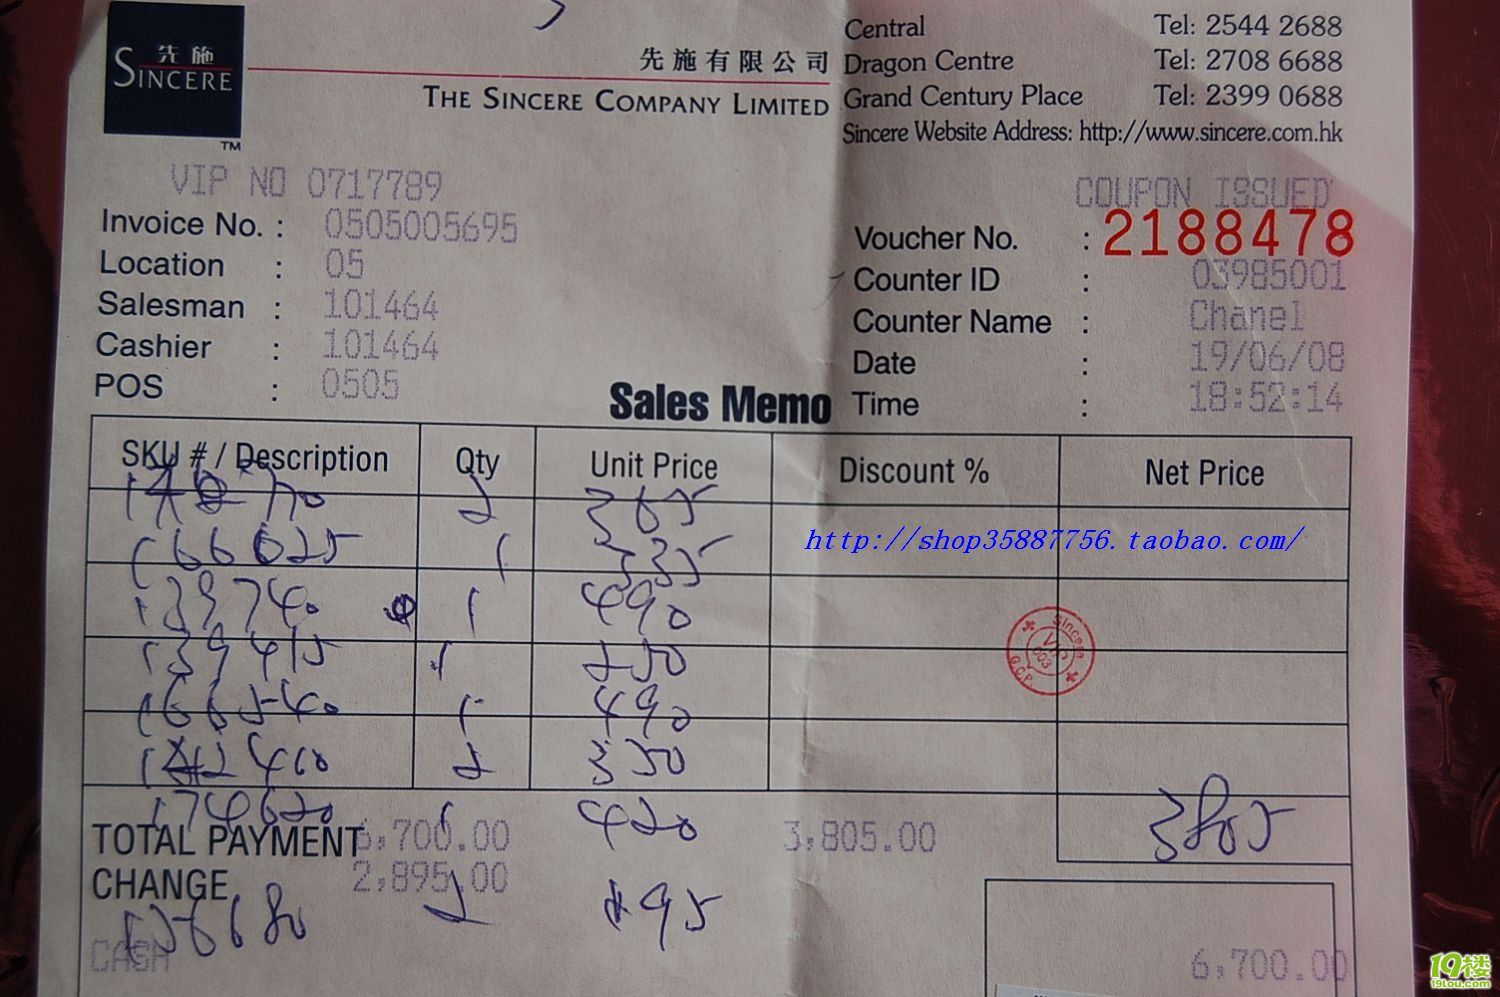 先施
SINCERE
TM
先施有限公司
THE SINCERE COMPANY LIMITED
Central Tel: 2544 2688
Dragon Centre Tel: 2708 6688
Grand Century Place Tel: 2399 0688
Sincere Website Address: http://www.sincere.com.hk
VIP NO 0717789
COUPON ISSUED
Invoice No. : 0505005695
Voucher No. : 2188478
Location : 05
Counter ID : 03985001
Salesman : 101464
Counter Name : Chanel
Cashier : 101464
Date : 19/06/08
POS : 0505
Time : 18:52:14
Sales Memo
SKU # / Description Qty Unit Price Discount % Net Price
2 365
166625 1 335
http://shop35887756.taobao.com/
139740 1 490
139415 1 250
Sincere
VIP
003
G.C.P.
166540 1 490
2 350
174620 1 420
3805
TOTAL PAYMENT 6,700.00 3,805.00
CHANGE 2,895.00
2 495
CASH 6,700.00
19楼
19lou.com